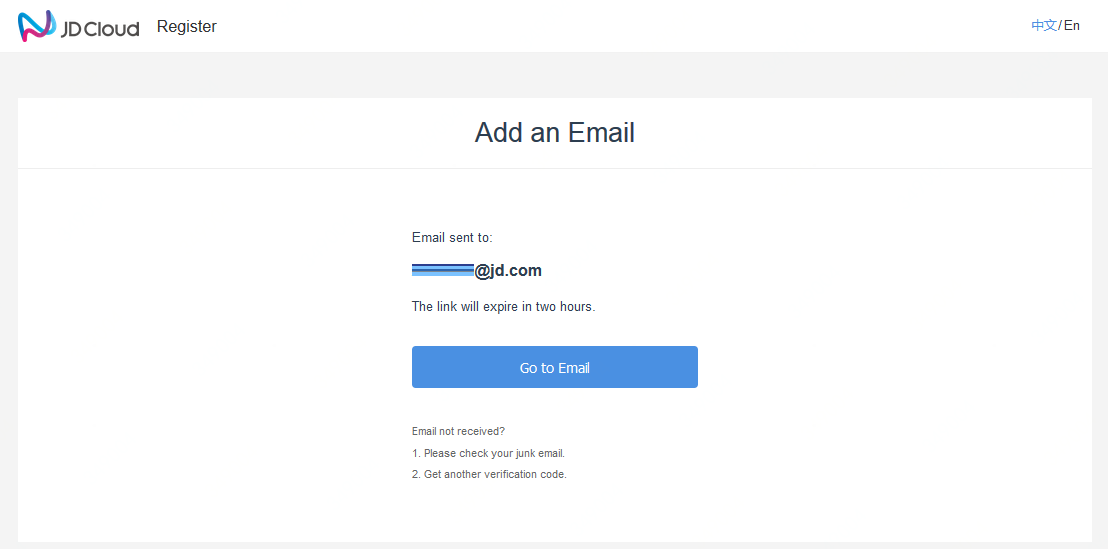 JD Cloud Register 中文/En
Add an Email
Email sent to:
@jd.com
The link will expire in two hours.
Go to Email
Email not received?
1. Please check your junk email.
2. Get another verification code.